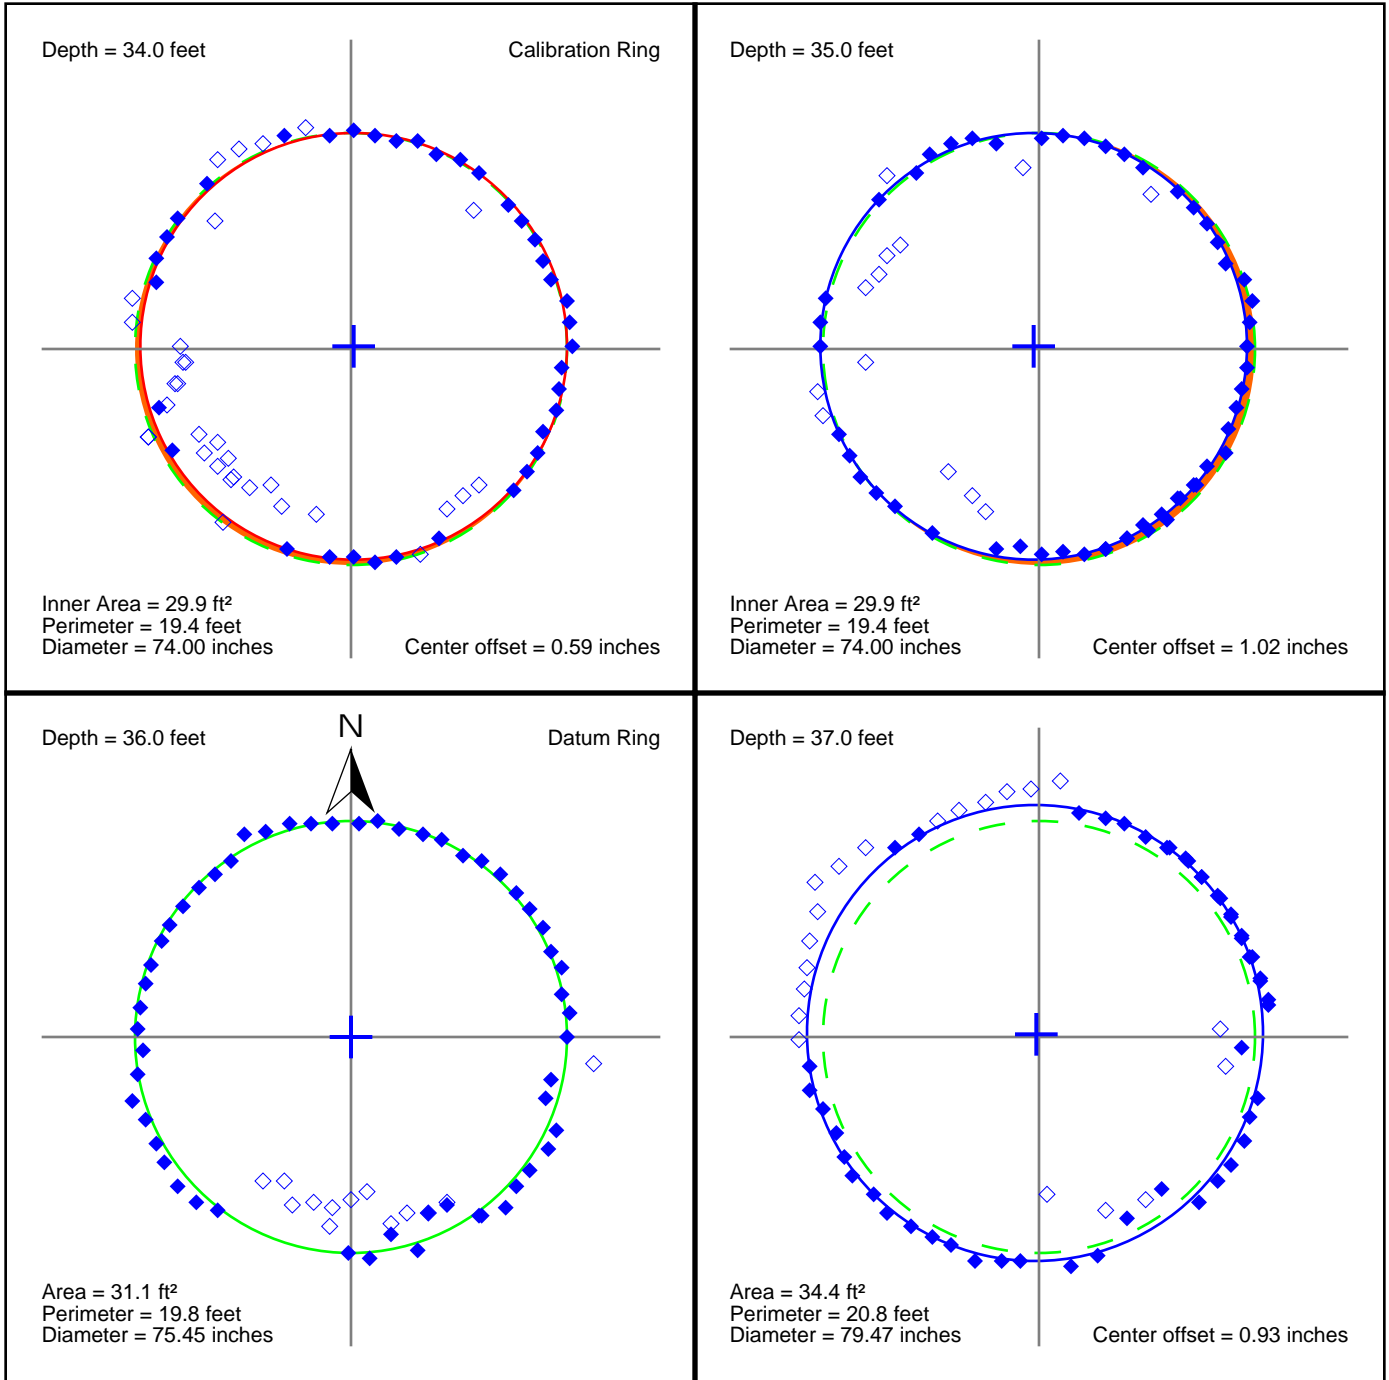 Depth = 34.0 feet
Calibration Ring
Inner Area = 29.9 ft²
Perimeter = 19.4 feet
Diameter = 74.00 inches
Center offset = 0.59 inches
Depth = 35.0 feet
Inner Area = 29.9 ft²
Perimeter = 19.4 feet
Diameter = 74.00 inches
Center offset = 1.02 inches
Depth = 36.0 feet
N
Datum Ring
Area = 31.1 ft²
Perimeter = 19.8 feet
Diameter = 75.45 inches
Depth = 37.0 feet
Area = 34.4 ft²
Perimeter = 20.8 feet
Diameter = 79.47 inches
Center offset = 0.93 inches